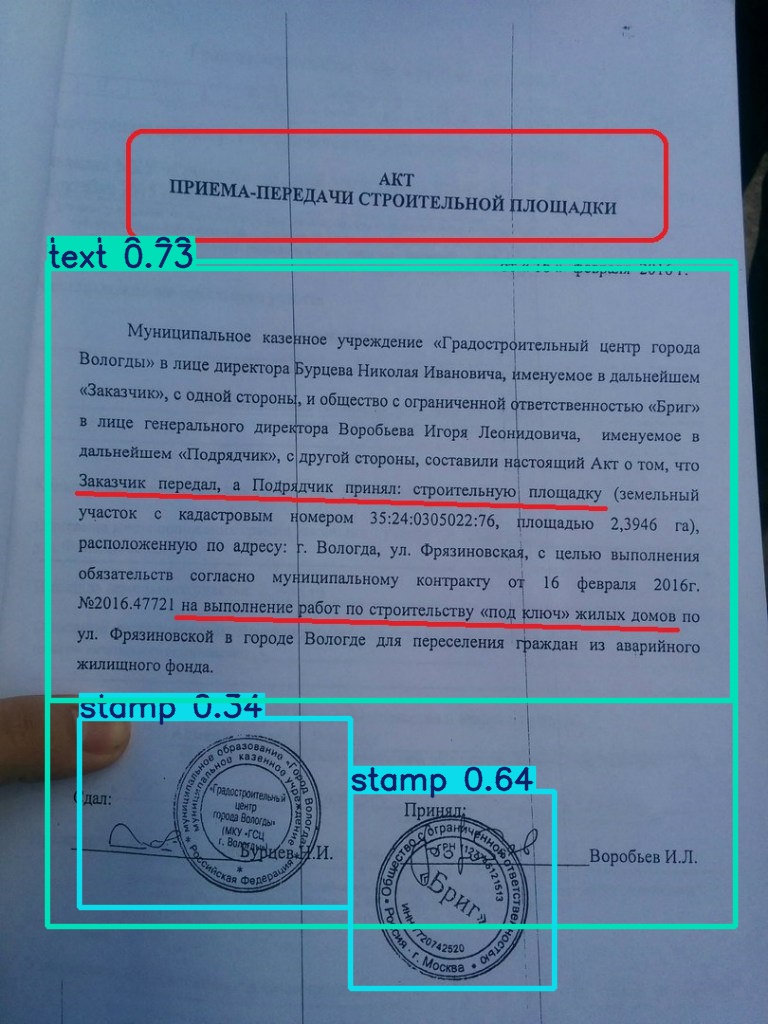 АКТ
ПРИЕМА-ПЕРЕДАЧИ СТРОИТЕЛЬНОЙ ПЛОЩАДКИ
text 0.73
февраля 2016 г.
Муниципальное казенное учреждение «Градостроительный центр города
Вологды» в лице директора Бурцева Николая Ивановича, именуемое в дальнейшем
«Заказчик», с одной стороны, и общество с ограниченной ответственностью «Бриг»
в лице генерального директора Воробьева Игоря Леонидовича, именуемое в
дальнейшем «Подрядчик», с другой стороны, составили настоящий Акт о том, что
Заказчик передал, а Подрядчик принял: строительную площадку (земельный
участок с кадастровым номером 35:24:0305022:76, площадью 2,3946 га),
расположенную по адресу: г. Вологда, ул. Фрязиновская, с целью выполнения
обязательств согласно муниципальному контракту от 16 февраля 2016г.
№2016.47721 на выполнение работ по строительству «под ключ» жилых домов по
ул. Фрязиновской в городе Вологде для переселения граждан из аварийного
жилищного фонда.
stamp 0.34
stamp 0.64
Сдал:
Принял:
Муниципальное образование «Город Вологда»
муниципальное казенное учреждение
Российская Федерация
«Градостроительный
центр
города Вологды»
(МКУ «ГСЦ
г. Вологды»)
Бурцев Н.И.
Воробьев И.Л.
Общество с ограниченной ответственностью
«Бриг»
Россия • г. Москва